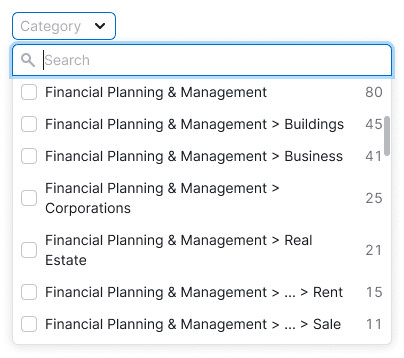 Category
Search
Financial Planning & Management 80
Financial Planning & Management > Buildings 45
Financial Planning & Management > Business 41
Financial Planning & Management >
Corporations 25
Financial Planning & Management > Real
Estate 21
Financial Planning & Management > ... > Rent 15
Financial Planning & Management > ... > Sale 11